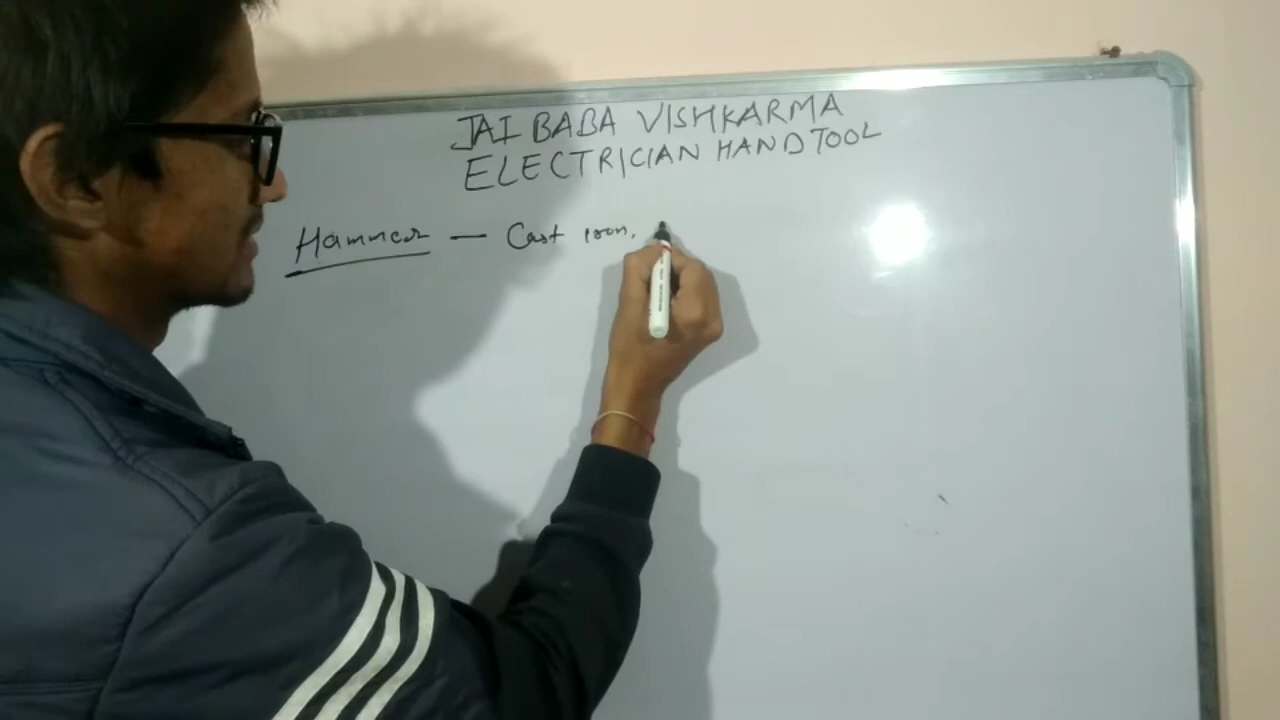 JAI BABA VISHKARMA
ELECTRICIAN HAND TOOL
Hammer — Cast iron,